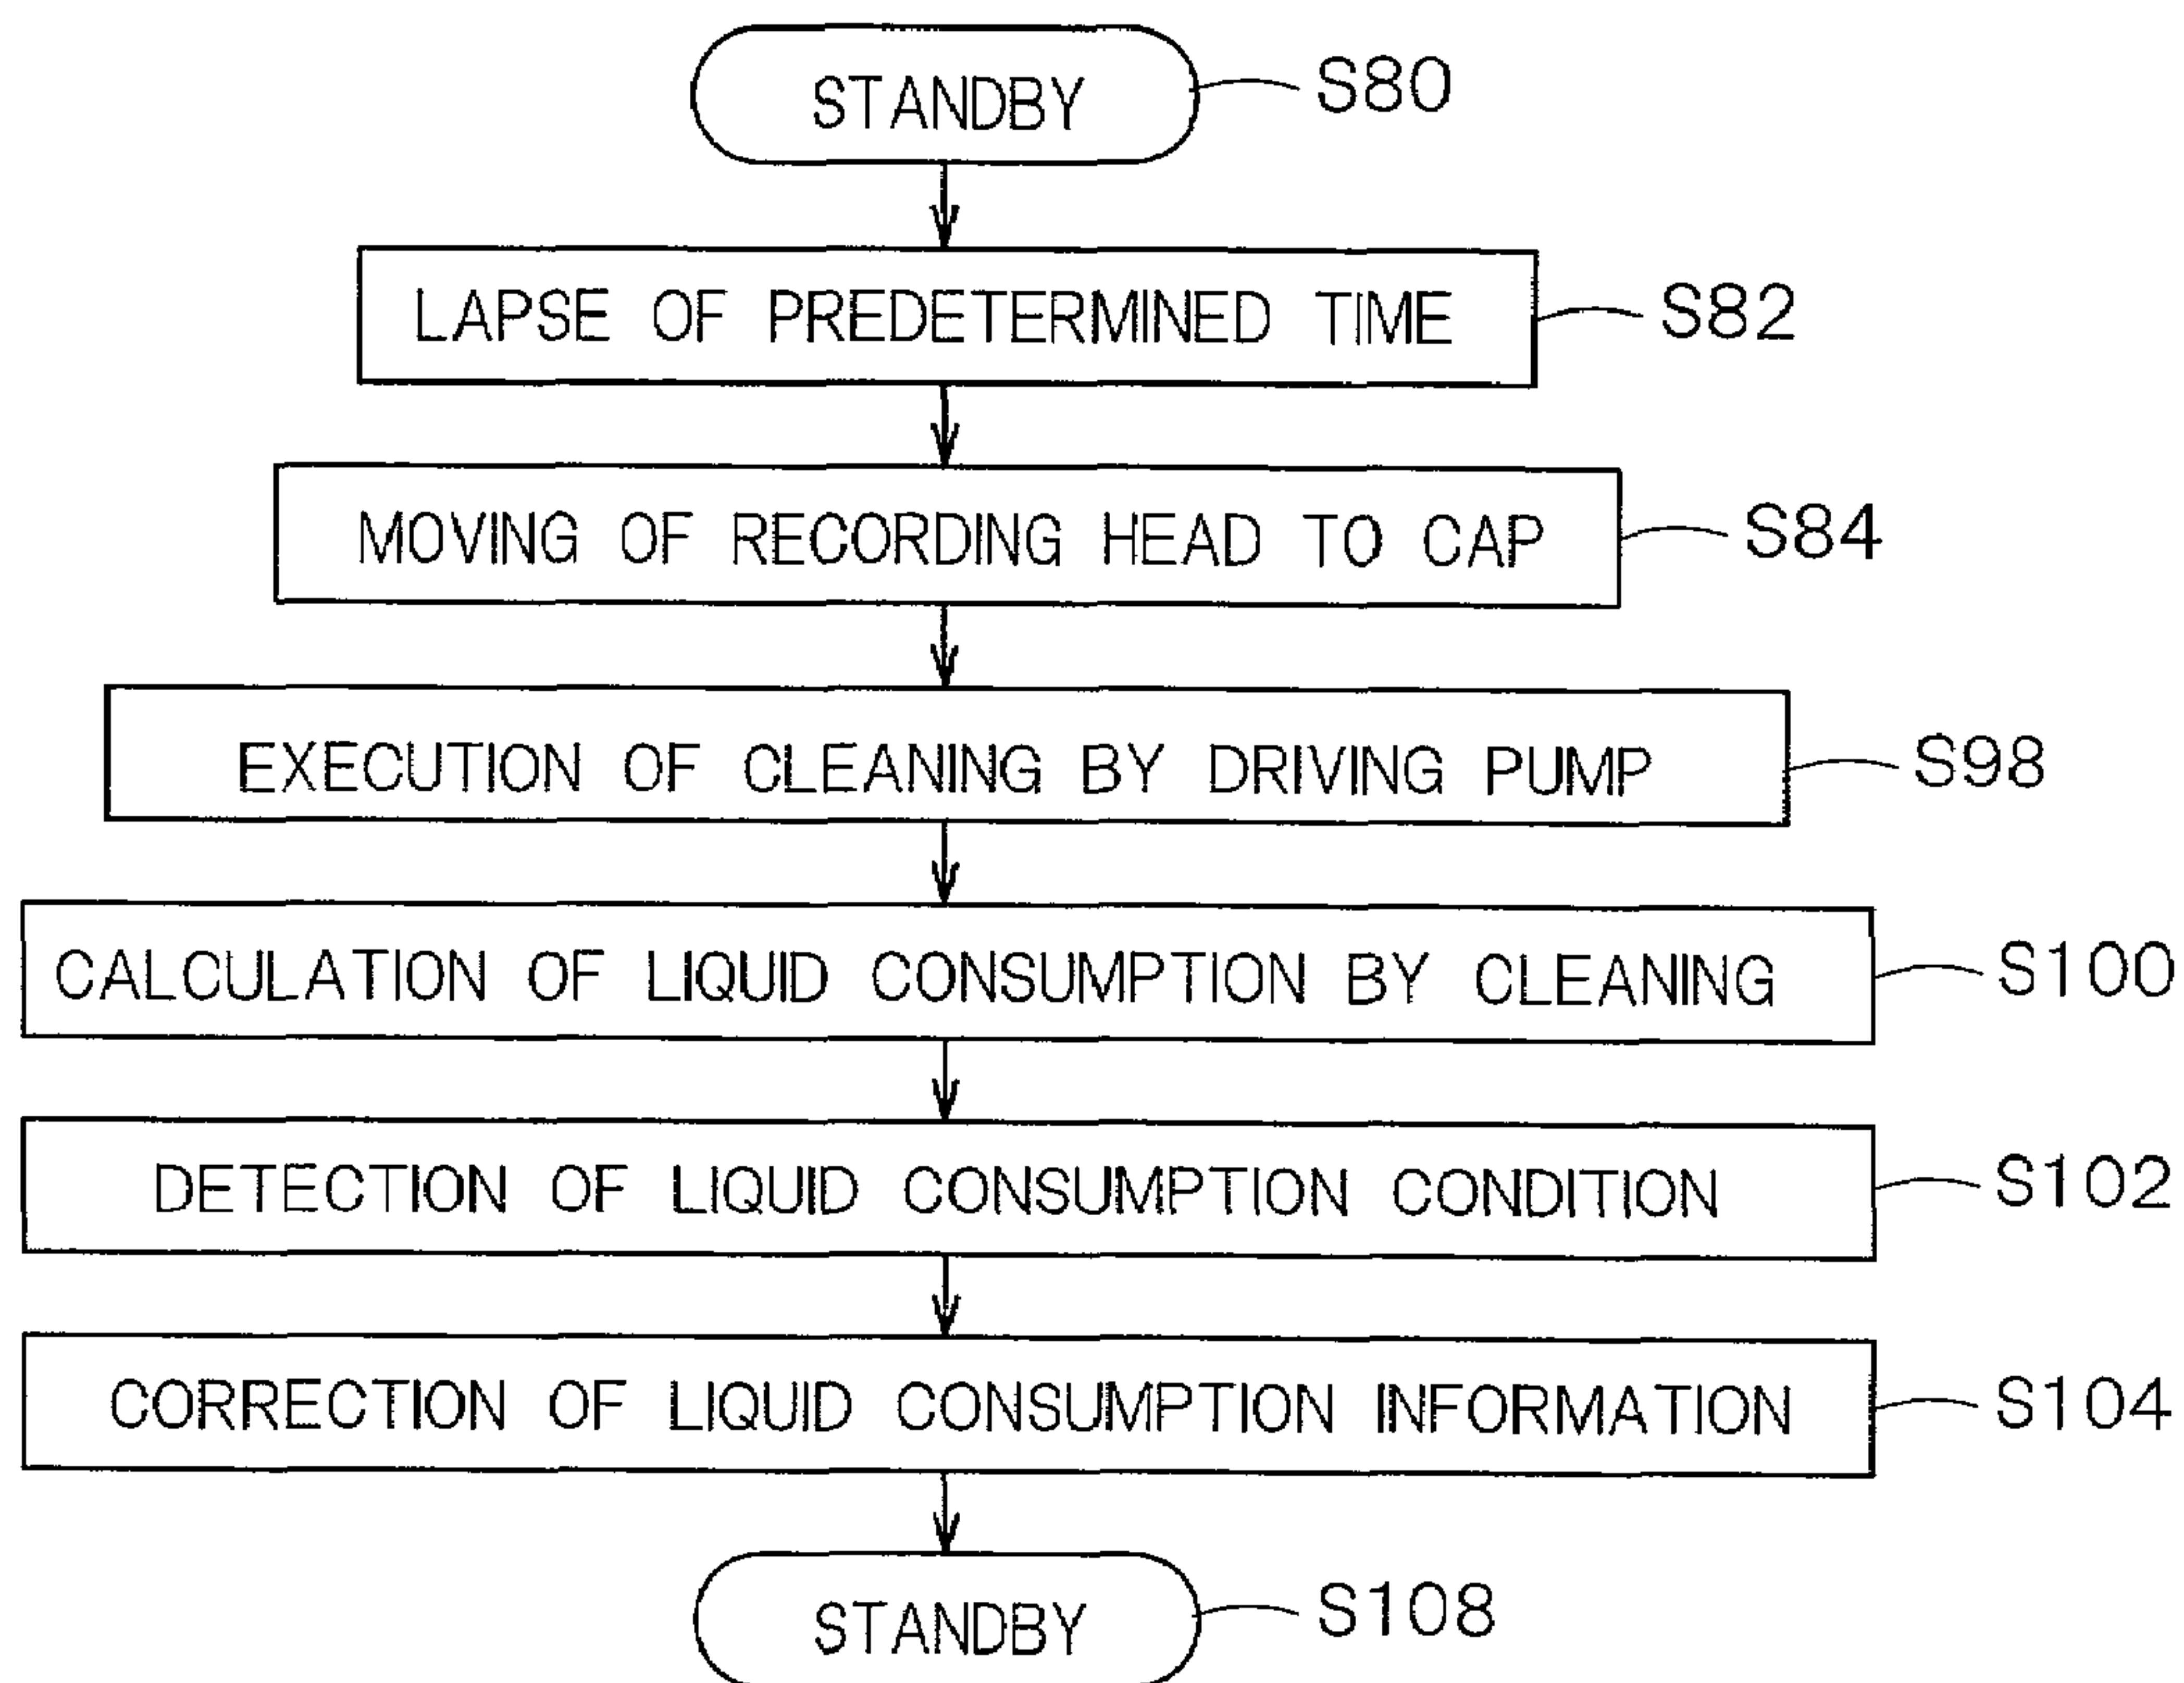 STANDBY S80
LAPSE OF PREDETERMINED TIME S82
MOVING OF RECORDING HEAD TO CAP S84
EXECUTION OF CLEANING BY DRIVING PUMP S98
CALCULATION OF LIQUID CONSUMPTION BY CLEANING S100
DETECTION OF LIQUID CONSUMPTION CONDITION S102
CORRECTION OF LIQUID CONSUMPTION INFORMATION S104
STANDBY S108